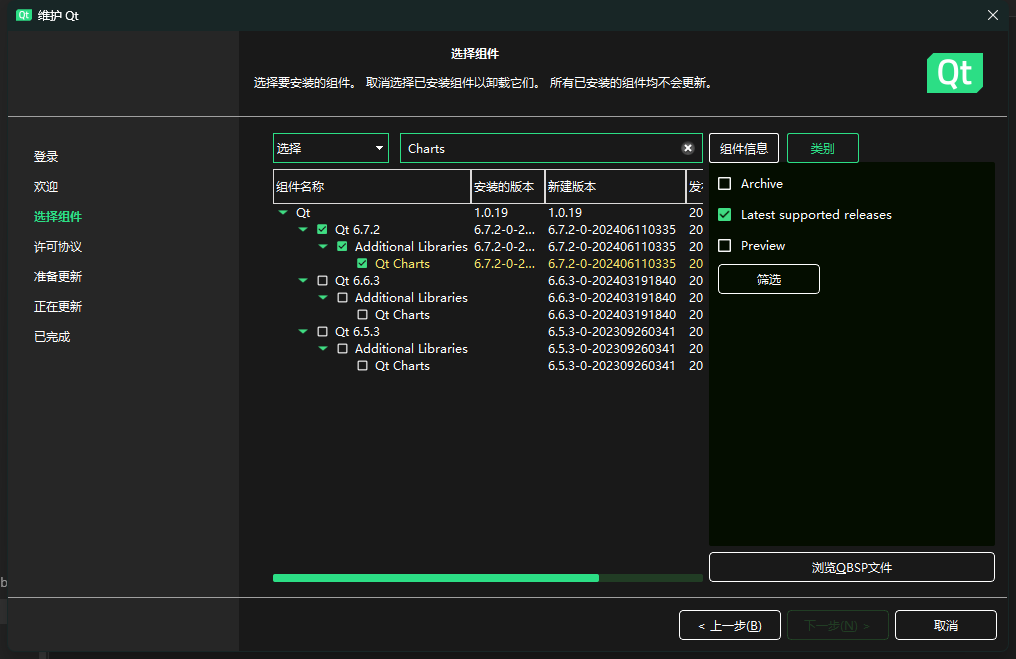 Qt 维护 Qt
选择组件
选择要安装的组件。 取消选择已安装组件以卸载它们。 所有已安装的组件均不会更新。
Qt
登录
欢迎
选择组件
许可协议
准备更新
正在更新
已完成
选择 Charts 组件信息 类别
组件名称 安装的版本 新建版本
Qt 1.0.19 1.0.19 20
Qt 6.7.2 6.7.2-0-2... 6.7.2-0-202406110335 20
Additional Libraries 6.7.2-0-2... 6.7.2-0-202406110335 20
Qt Charts 6.7.2-0-2... 6.7.2-0-202406110335 20
Qt 6.6.3 6.6.3-0-202403191840 20
Additional Libraries 6.6.3-0-202403191840 20
Qt Charts 6.6.3-0-202403191840 20
Qt 6.5.3 6.5.3-0-202309260341 20
Additional Libraries 6.5.3-0-202309260341 20
Qt Charts 6.5.3-0-202309260341 20
Archive
Latest supported releases
Preview
筛选
浏览QBSP文件
< 上一步(B) 下一步(N) > 取消